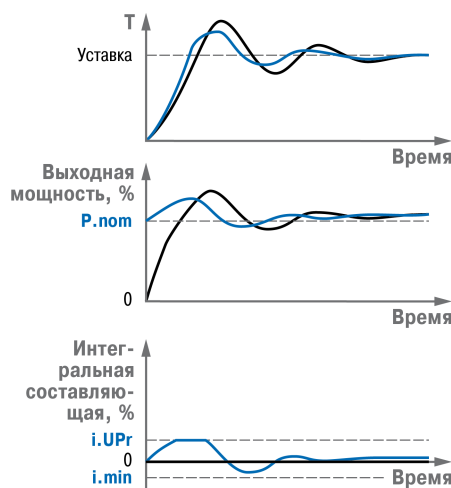 T
Уставка
Время
Выходная
мощность, %
P.nom
0
Время
Интег-
ральная
составляю-
щая, %
i.UPr
0
i.min
Время